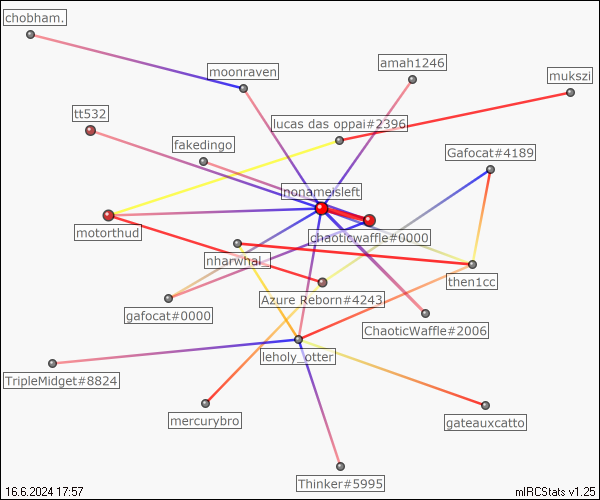 chobham.
moonraven
amah1246
mukszi
tt532
lucas das oppai#2396
fakedingo
Gafocat#4189
nonameisleft
motorthud
chaoticwaffle#0000
nharwhal_
then1cc
Azure Reborn#4243
gafocat#0000
ChaoticWaffle#2006
leholy_otter
TripleMidget#8824
mercurybro
gateauxcatto
Thinker#5995
16.6.2024 17:57
mIRCStats v1.25